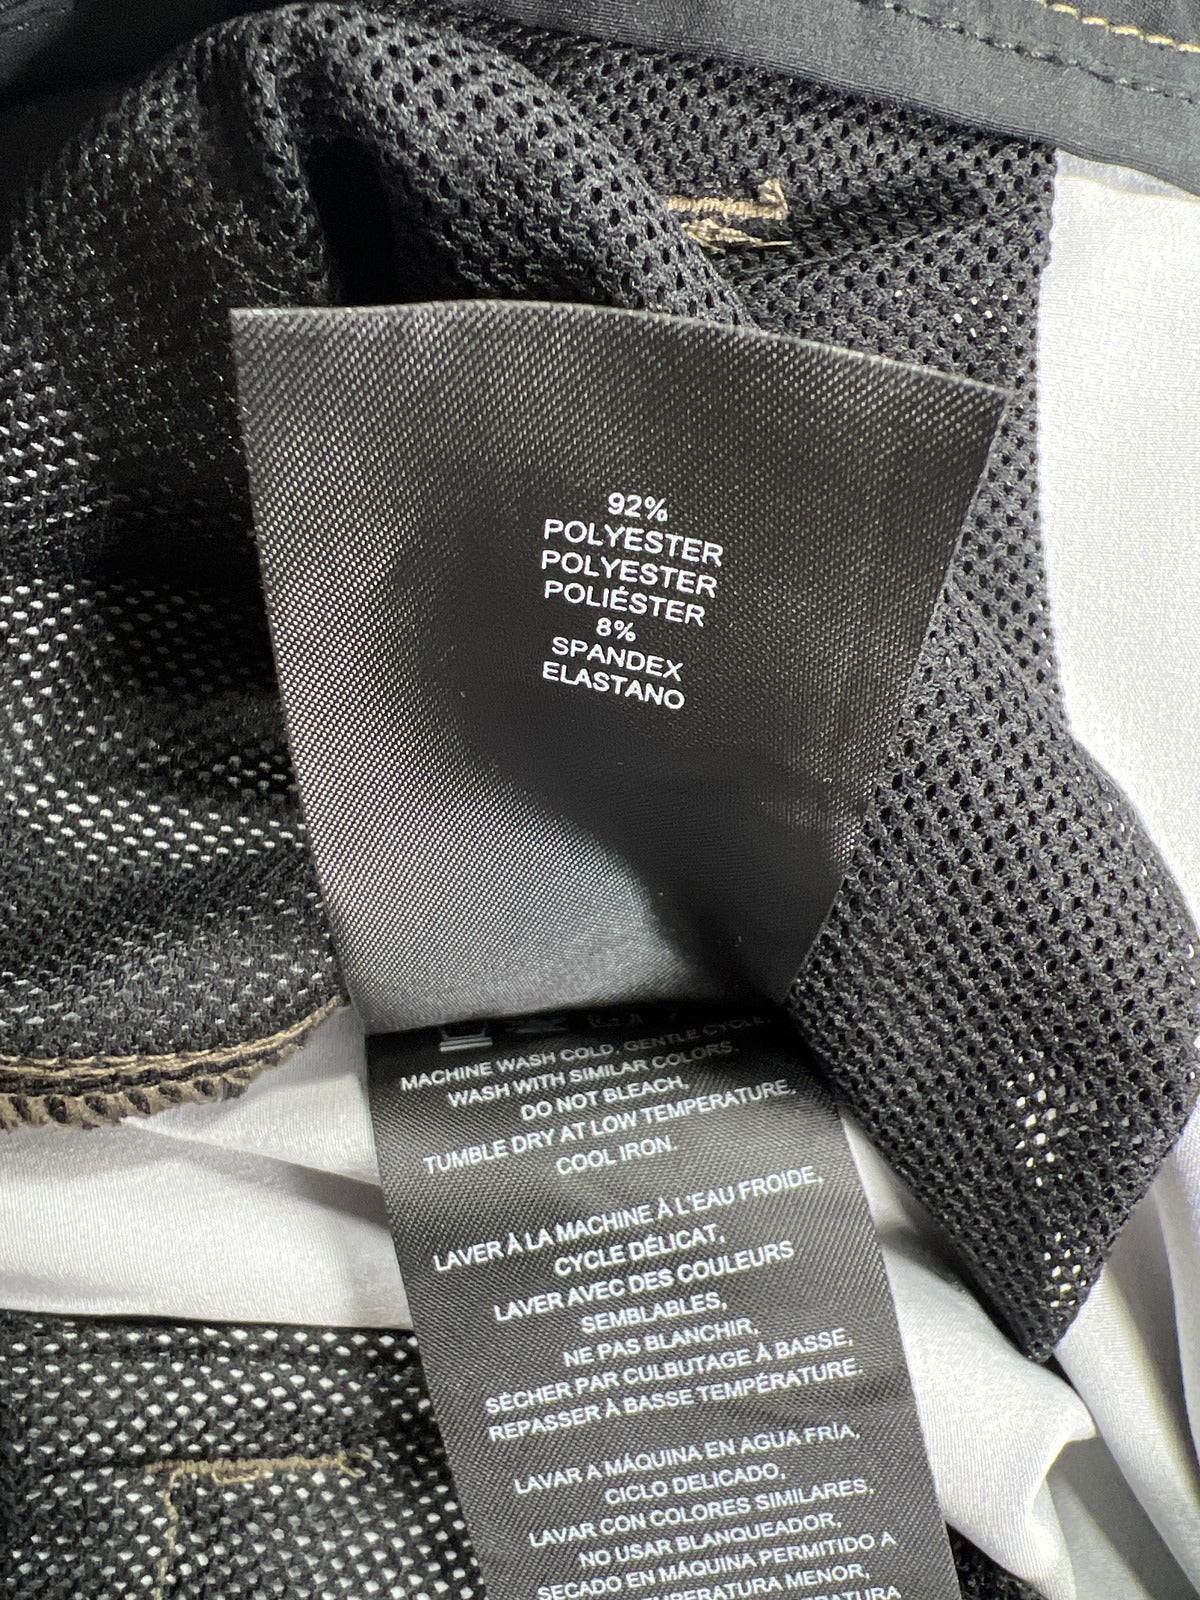 92%
POLYESTER
POLYESTER
POLIÉSTER
8%
SPANDEX
ELASTANO
MACHINE WASH COLD, GENTLE CYCLE,
WASH WITH SIMILAR COLORS.
DO NOT BLEACH.
TUMBLE DRY AT LOW TEMPERATURE.
COOL IRON.
LAVER À LA MACHINE À L'EAU FROIDE,
CYCLE DÉLICAT,
LAVER AVEC DES COULEURS
SEMBLABLES,
NE PAS BLANCHIR,
SÉCHER PAR CULBUTAGE À BASSE,
REPASSER À BASSE TEMPÉRATURE.
LAVAR A MÁQUINA EN AGUA FRÍA,
CICLO DELICADO,
LAVAR CON COLORES SIMILARES,
NO USAR BLANQUEADOR,
SECADO EN MÁQUINA PERMITIDO A
MENOR,